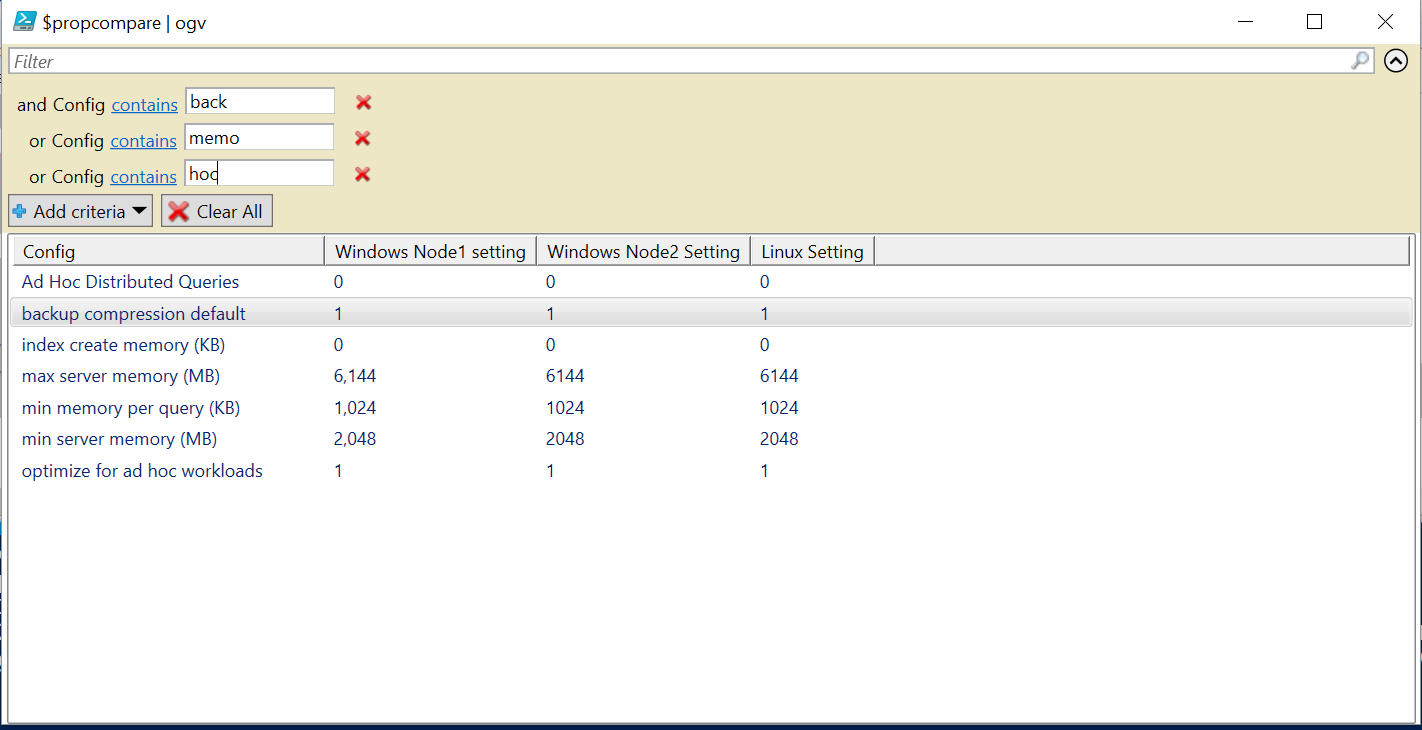 $propcompare | ogv
Filter
and Config contains back
or Config contains memo
or Config contains hoc
Add criteria Clear All
Config Windows Node1 setting Windows Node2 Setting Linux Setting
Ad Hoc Distributed Queries 0 0 0
backup compression default 1 1 1
index create memory (KB) 0 0 0
max server memory (MB) 6,144 6144 6144
min memory per query (KB) 1,024 1024 1024
min server memory (MB) 2,048 2048 2048
optimize for ad hoc workloads 1 1 1